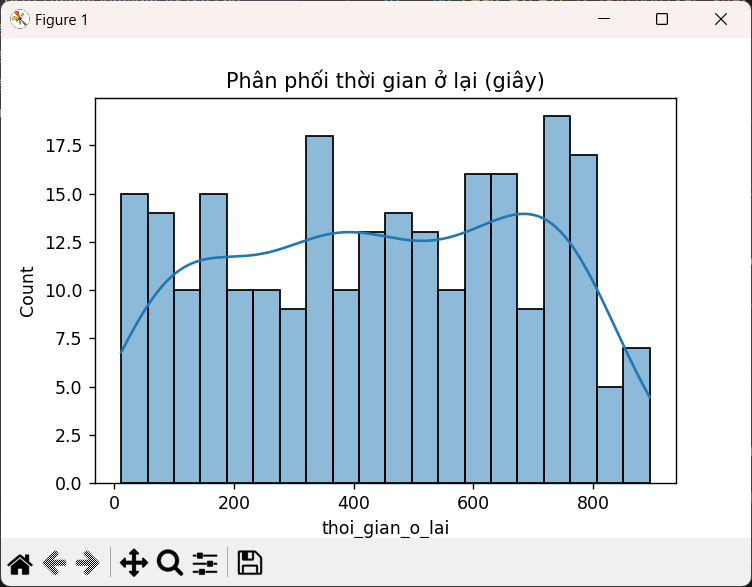 Figure 1
Phân phối thời gian ở lại (giây)
17.5
15.0
12.5
10.0
7.5
5.0
2.5
0.0
Count
0 200 400 600 800
thoi_gian_o_lai